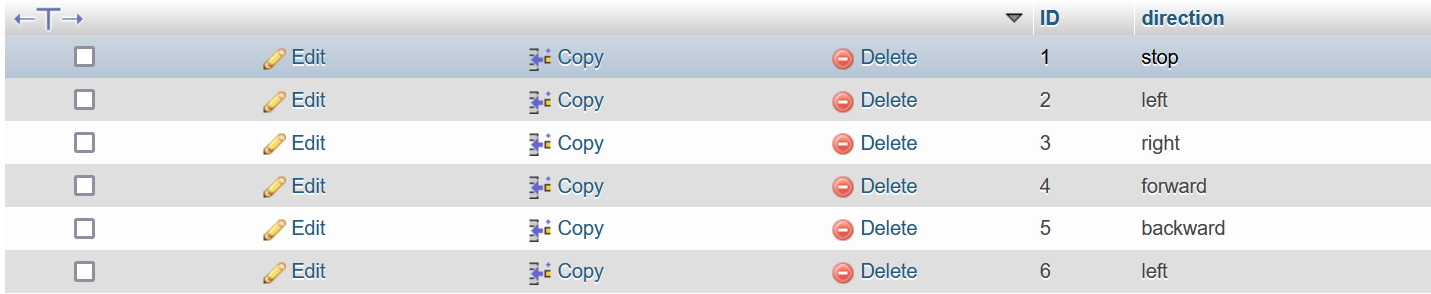 ←T→ ID direction
Edit Copy Delete 1 stop
Edit Copy Delete 2 left
Edit Copy Delete 3 right
Edit Copy Delete 4 forward
Edit Copy Delete 5 backward
Edit Copy Delete 6 left